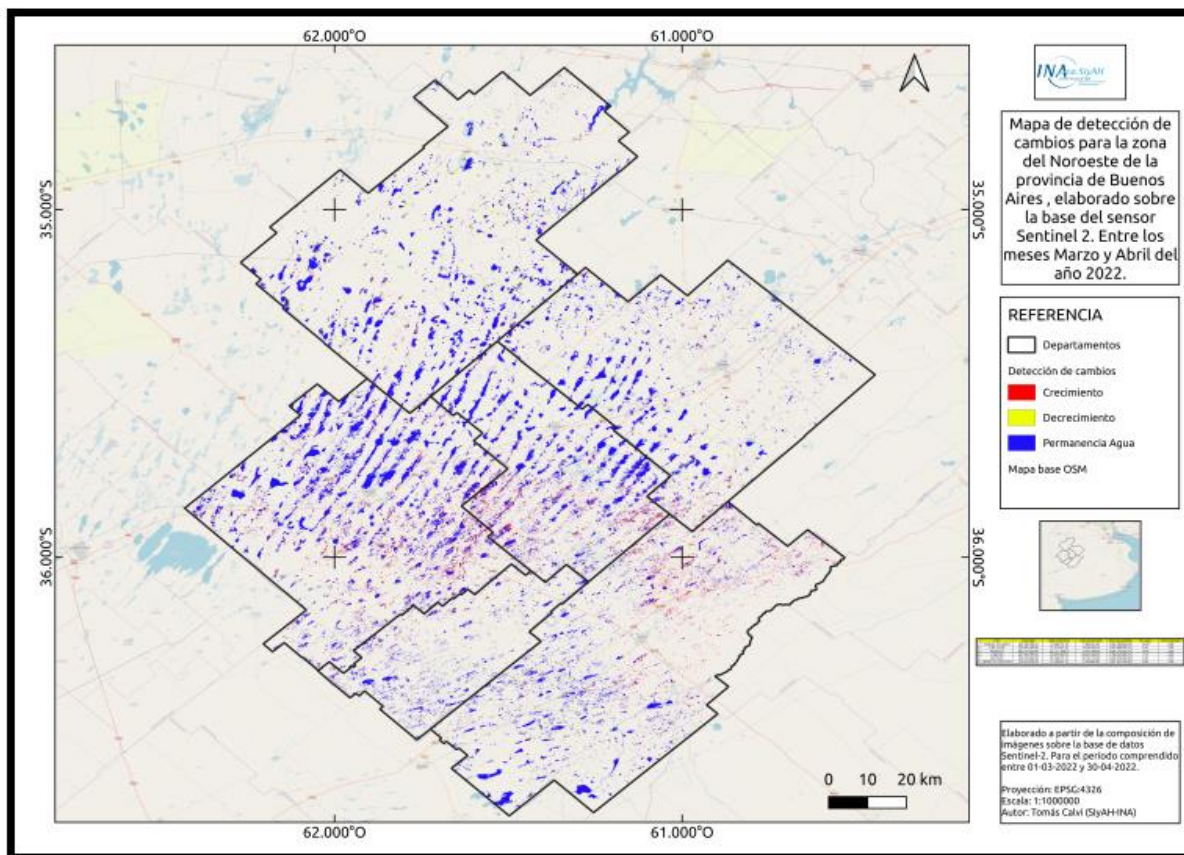 62.000°O
61.000°O
35.000°S
35.000°S
36.000°S
36.000°S
62.000°O
61.000°O
0 10 20 km
INA
SIyAH
Mapa de detección de
cambios para la zona
del Noroeste de la
provincia de Buenos
Aires , elaborado sobre
la base del sensor
Sentinel 2. Entre los
meses Marzo y Abril del
año 2022.
REFERENCIA
Departamentos
Detección de cambios
Crecimiento
Decrecimiento
Permanencia Agua
Mapa base OSM
Elaborado a partir de la composición de
imágenes sobre la base de datos
Sentinel-2. Para el periodo comprendido
entre 01-03-2022 y 30-04-2022.
Proyección: EPSG:4326
Escala: 1:1000000
Autor: Tomás Calvi (SIyAH-INA)